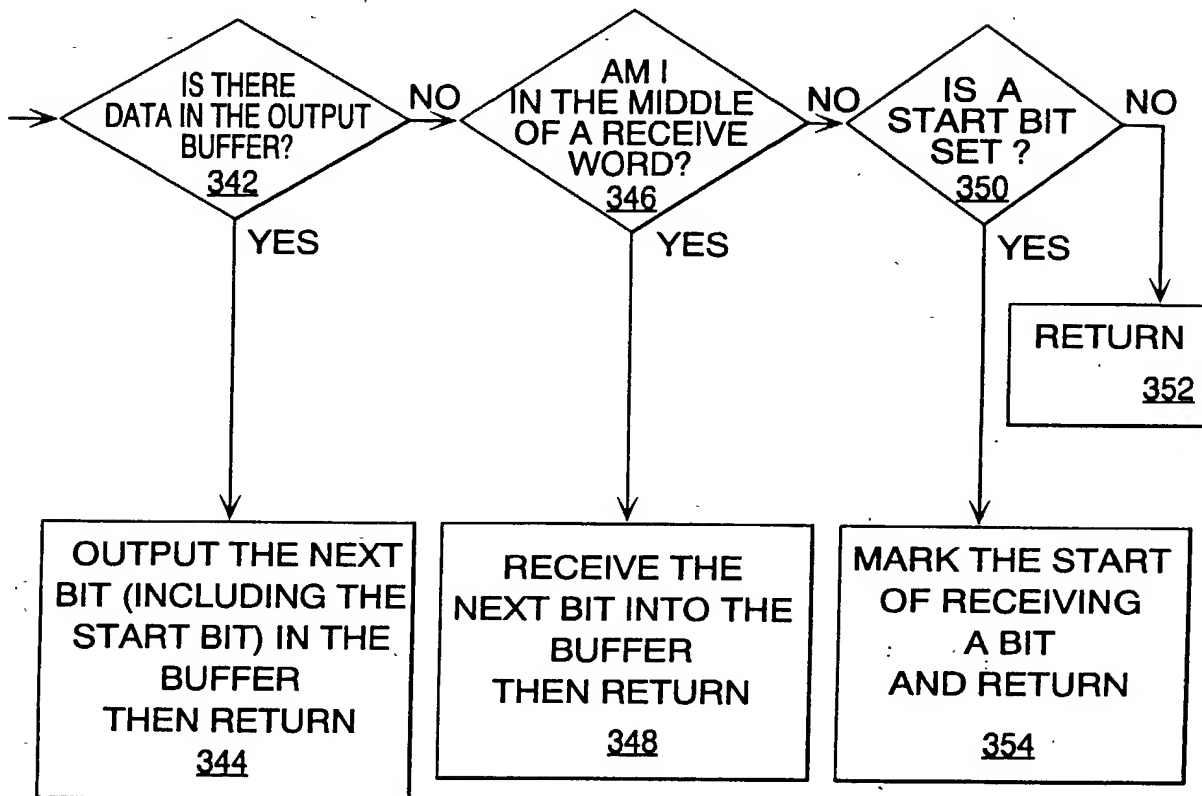 IS THERE
DATA IN THE OUTPUT
BUFFER?
342
NO
YES
AM I
IN THE MIDDLE
OF A RECEIVE
WORD?
346
NO
YES
IS A
START BIT
SET ?
350
NO
YES
RETURN
352
OUTPUT THE NEXT
BIT (INCLUDING THE
START BIT) IN THE
BUFFER
THEN RETURN
344
RECEIVE THE
NEXT BIT INTO THE
BUFFER
THEN RETURN
348
MARK THE START
OF RECEIVING
A BIT
AND RETURN
354